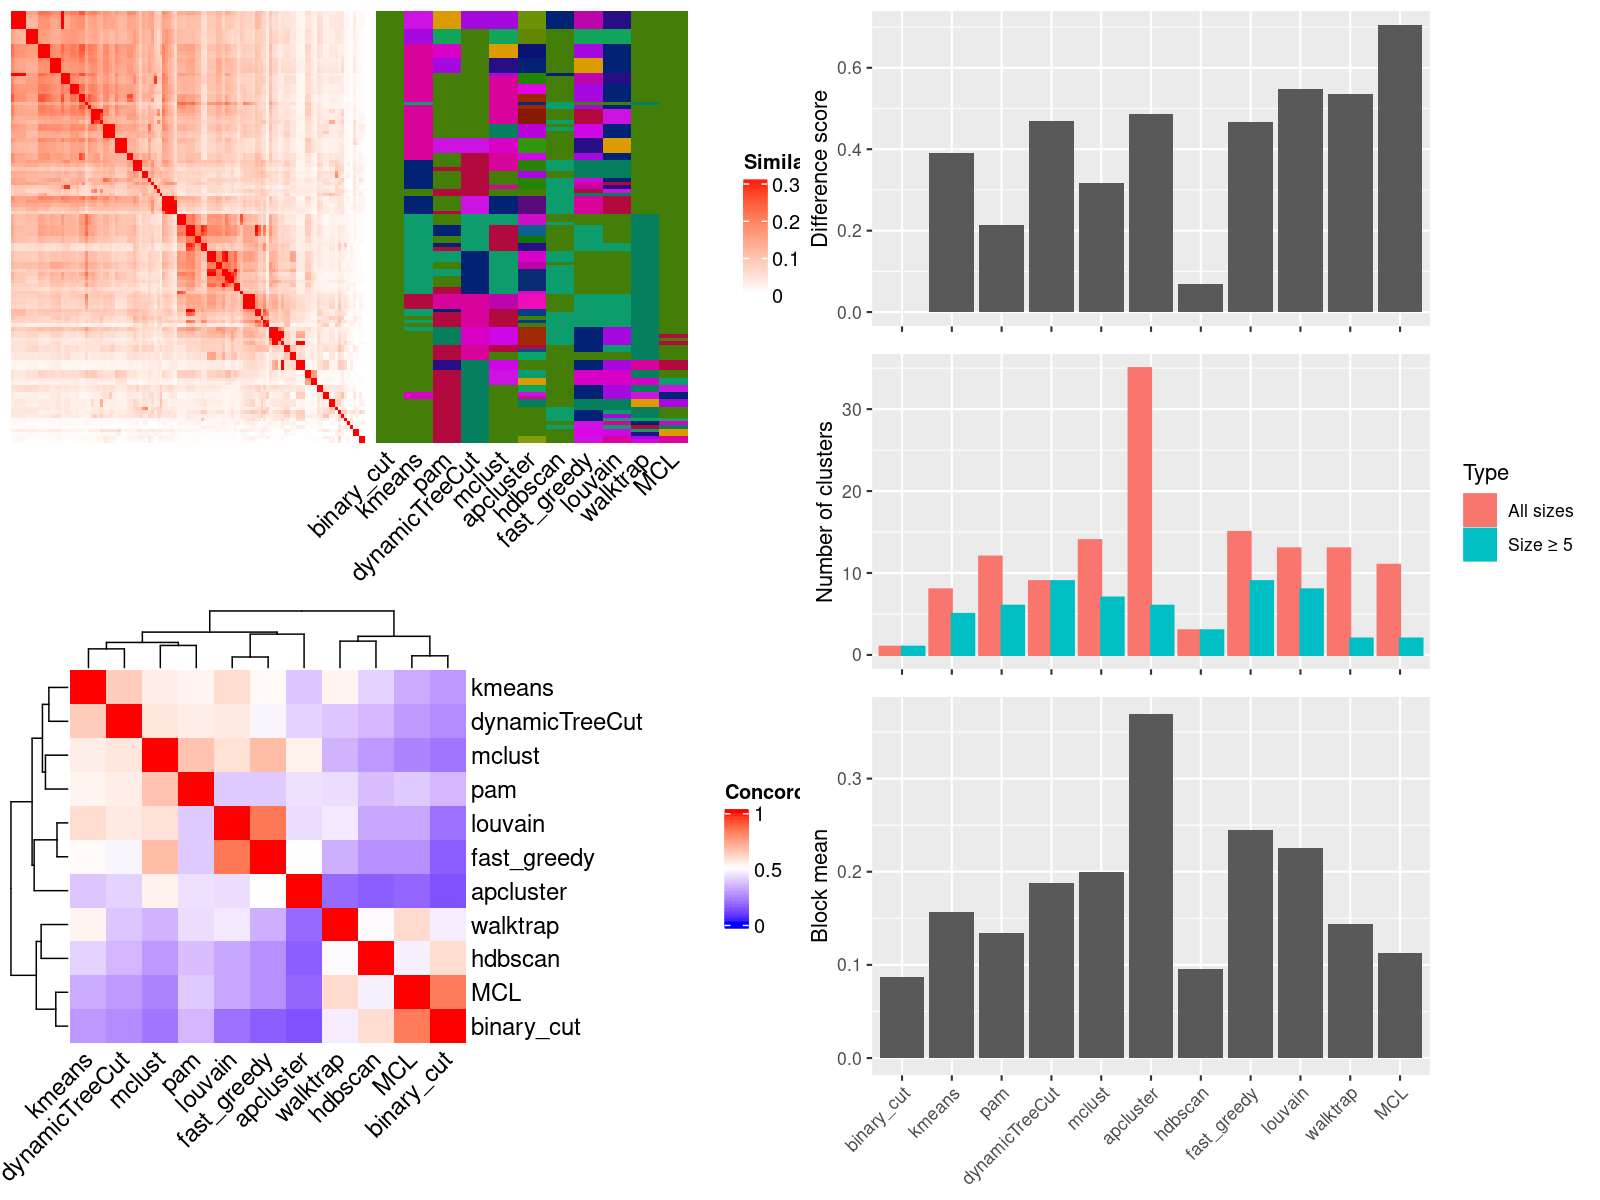 Simila
0.3
0.2
0.1
0
binary_cut
kmeans
pam
dynamicTreeCut
mclust
apcluster
hdbscan
fast_greedy
louvain
walktrap
MCL
kmeans
dynamicTreeCut
mclust
pam
louvain
fast_greedy
apcluster
walktrap
hdbscan
MCL
binary_cut
Concord
1
0.5
0
kmeans
dynamicTreeCut
mclust
pam
louvain
fast_greedy
apcluster
walktrap
hdbscan
MCL
binary_cut
Difference score
0.6
0.4
0.2
0.0
Number of clusters
30
20
10
0
Type
All sizes
Size ≥ 5
Block mean
0.3
0.2
0.1
0.0
binary_cut
kmeans
pam
dynamicTreeCut
mclust
apcluster
hdbscan
fast_greedy
louvain
walktrap
MCL